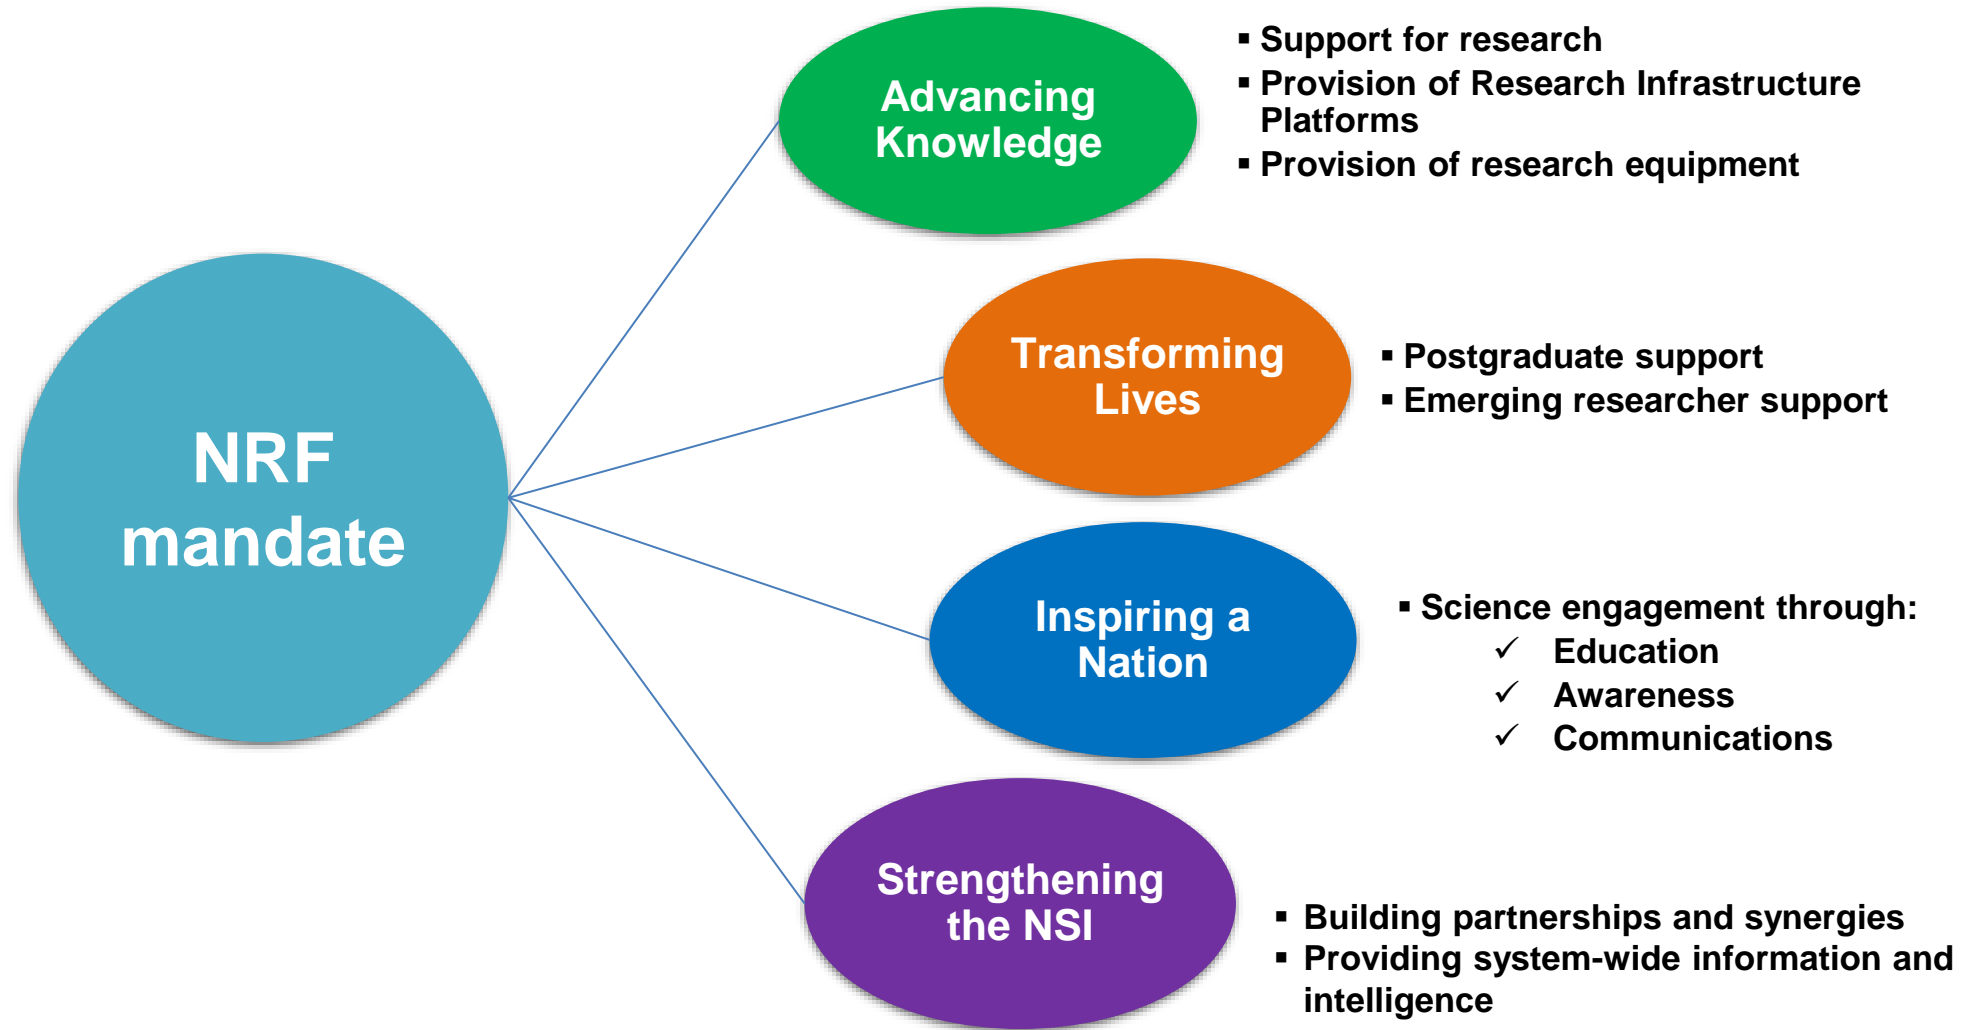 NRF
mandate
Advancing
Knowledge
▪ Support for research
▪ Provision of Research Infrastructure
Platforms
▪ Provision of research equipment
Transforming
Lives
▪ Postgraduate support
▪ Emerging researcher support
Inspiring a
Nation
▪ Science engagement through:
✓ Education
✓ Awareness
✓ Communications
Strengthening
the NSI
▪ Building partnerships and synergies
▪ Providing system-wide information and
intelligence